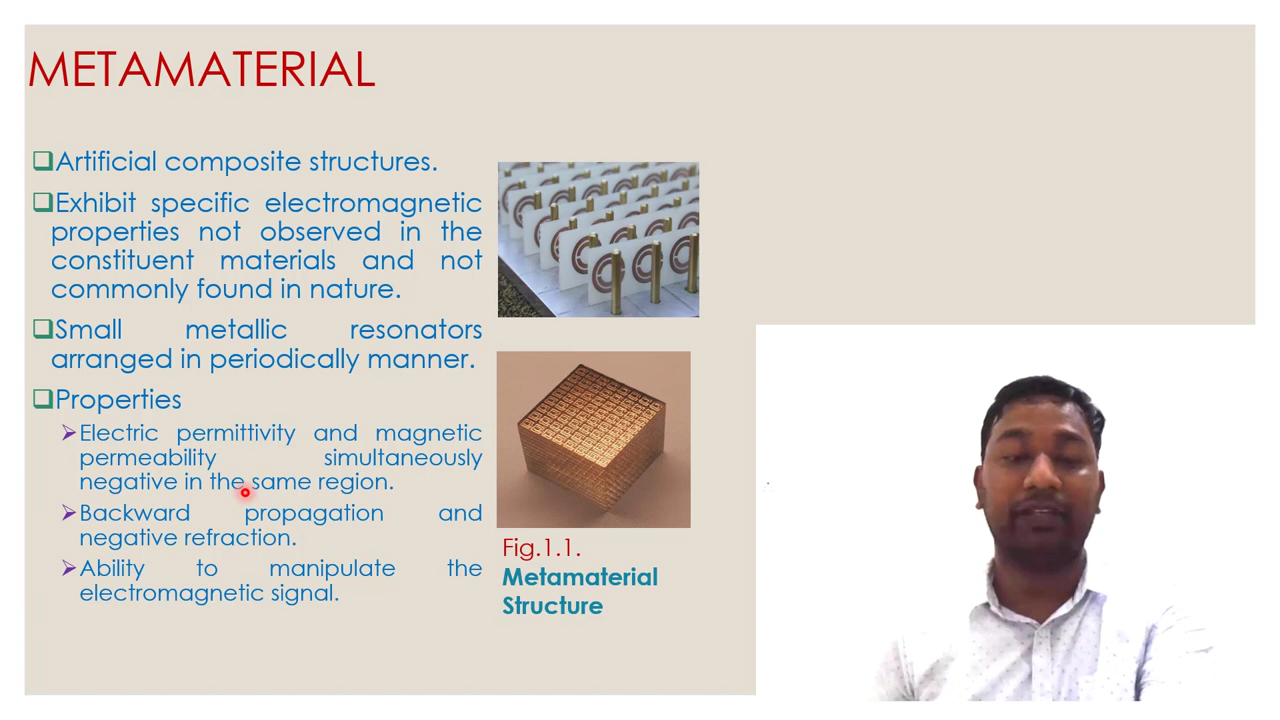 METAMATERIAL
Artificial composite structures.
Exhibit specific electromagnetic
properties not observed in the
constituent materials and not
commonly found in nature.
Small metallic resonators
arranged in periodically manner.
Properties
Electric permittivity and magnetic
permeability simultaneously
negative in the same region.
Backward propagation and
negative refraction.
Ability to manipulate the
electromagnetic signal.
Fig.1.1.
Metamaterial
Structure